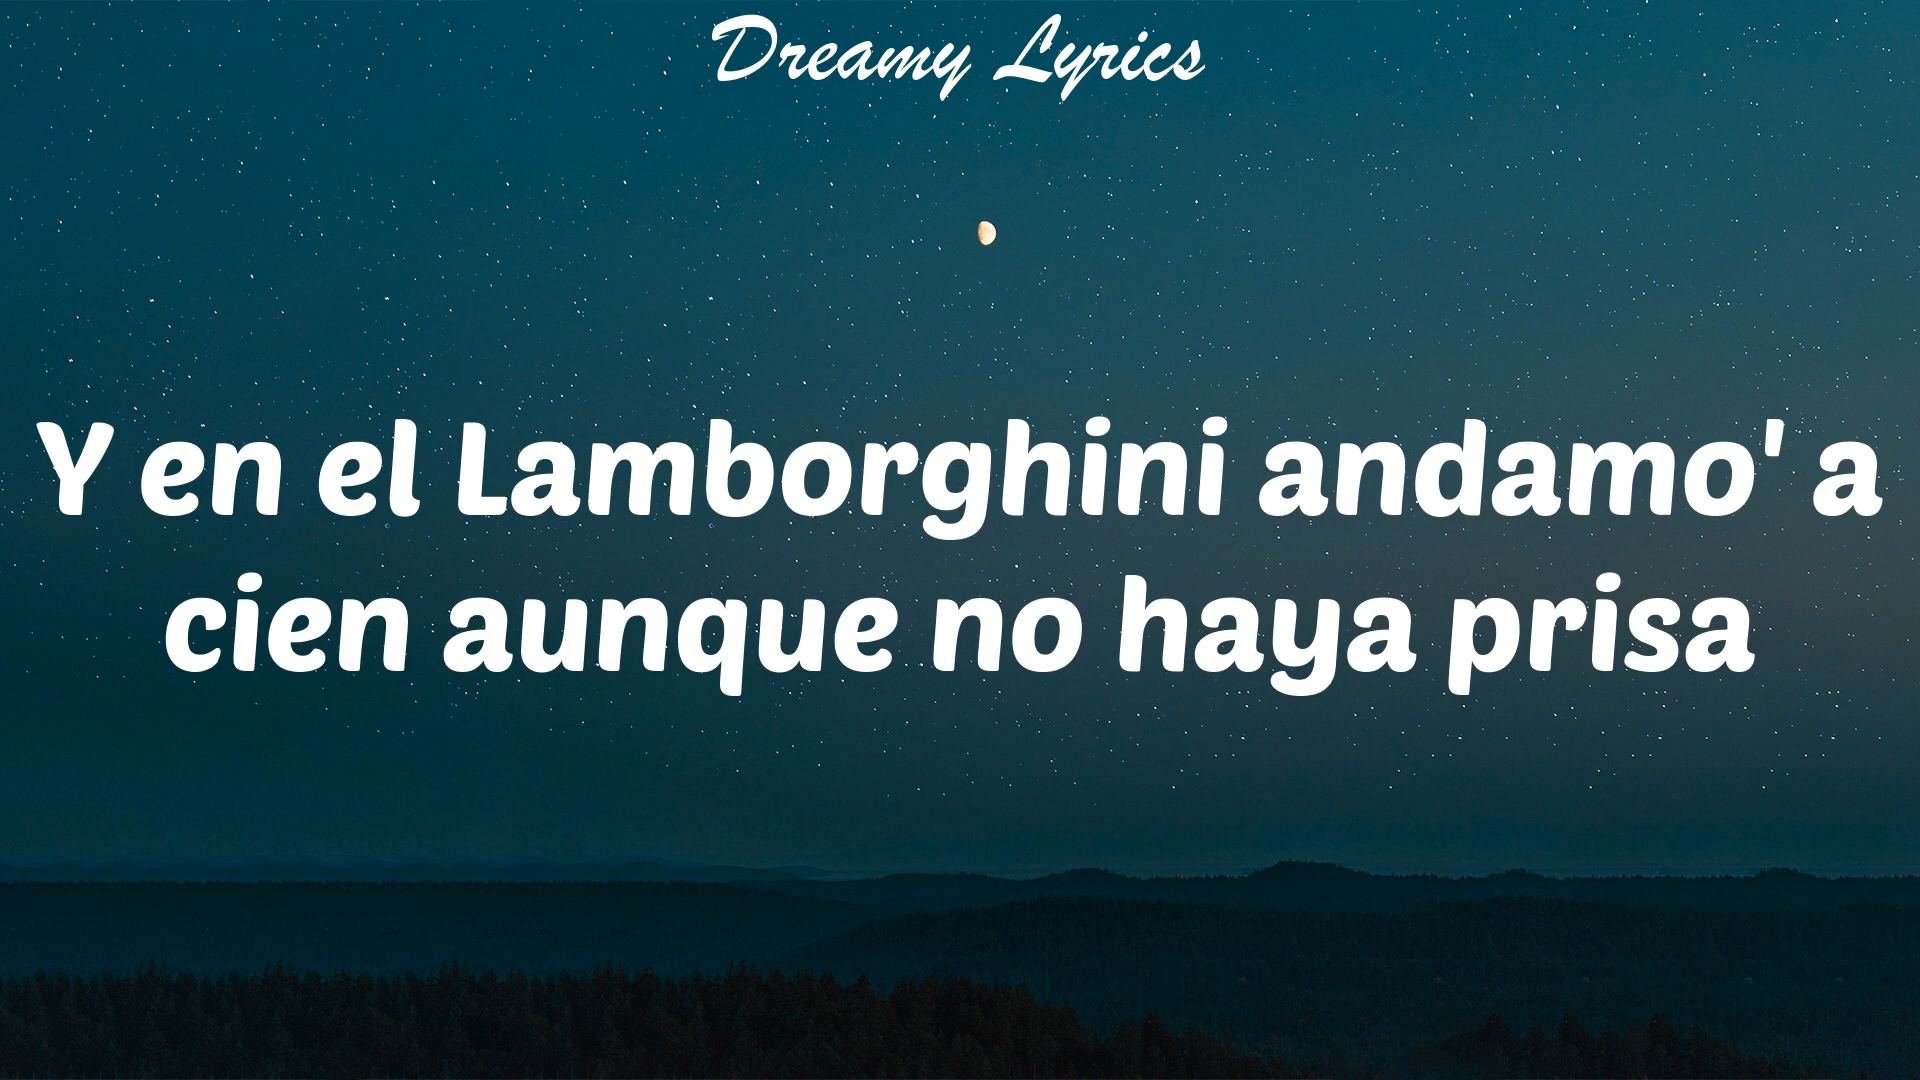 Dreamy Lyrics
Y en el Lamborghini andamo' a
cien aunque no haya prisa